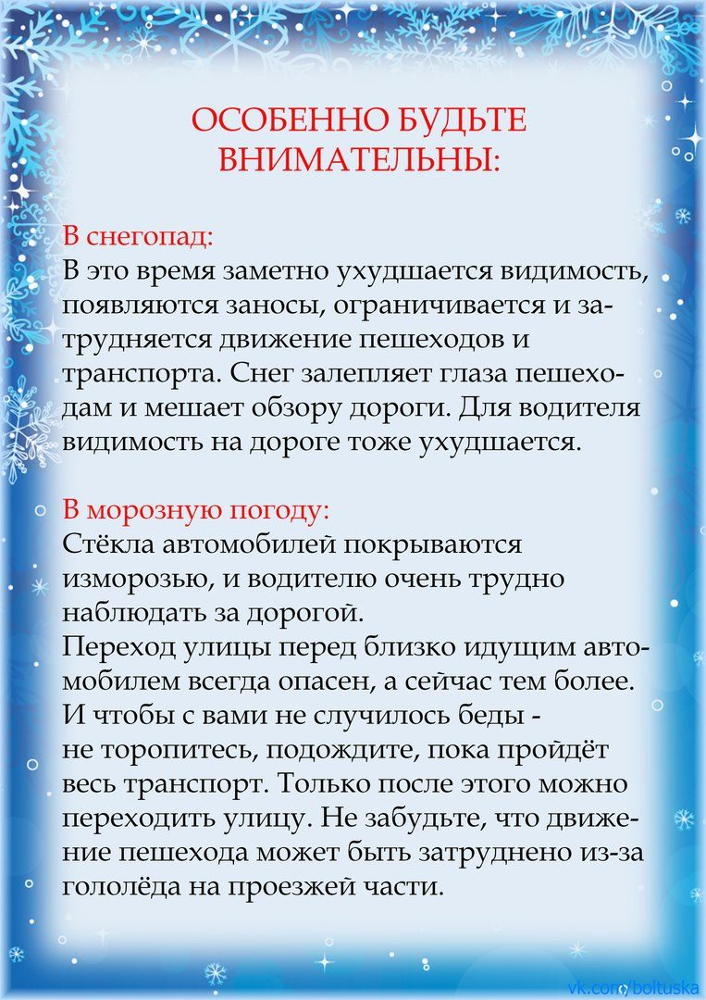 ОСОБЕННО БУДЬТЕ
ВНИМАТЕЛЬНЫ:
В снегопад:
В это время заметно ухудшается видимость,
появляются заносы, ограничивается и за-
трудняется движение пешеходов и
транспорта. Снег залепляет глаза пешехо-
дам и мешает обзору дороги. Для водителя
видимость на дороге тоже ухудшается.
В морозную погоду:
Стёкла автомобилей покрываются
изморозью, и водителю очень трудно
наблюдать за дорогой.
Переход улицы перед близко идущим авто-
мобилем всегда опасен, а сейчас тем более.
И чтобы с вами не случилось беды -
не торопитесь, подождите, пока пройдёт
весь транспорт. Только после этого можно
переходить улицу. Не забудьте, что движе-
ние пешехода может быть затруднено из-за
гололёда на проезжей части.
vk.com/boltuska